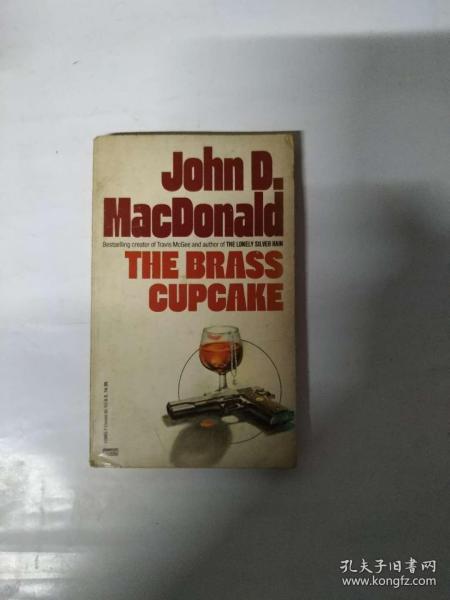 John D.
MacDonald
Bestselling creator of Travis McGee and author of THE LONELY SILVER RAIN
THE BRASS
CUPCAKE
孔夫子旧书网
www.kongfz.com